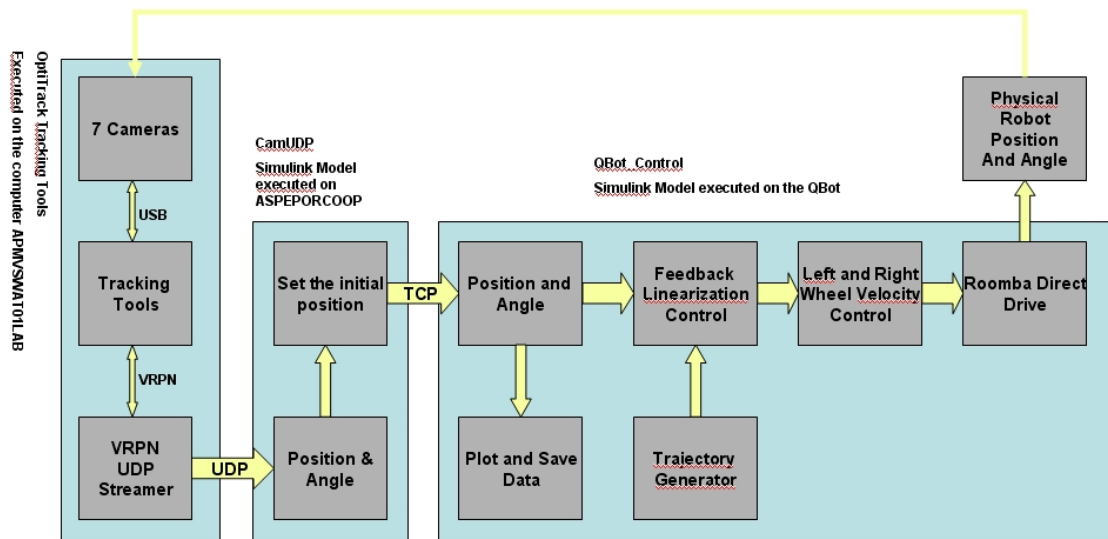 OptiTrack Tracking Tools
Executed on the computer APMVSWAT01LAB
7 Cameras
USB
Tracking
Tools
VRPN
VRPN
UDP
Streamer
UDP
CamUDP
Simulink Model
executed on
ASPEPORCOOP
Set the initial
position
Position &
Angle
TCP
QBot_Control
Simulink Model executed on the QBot
Position and
Angle
Plot and Save
Data
Feedback
Linearization
Control
Trajectory
Generator
Left and Right
Wheel Velocity
Control
Roomba Direct
Drive
Physical
Robot
Position
And Angle